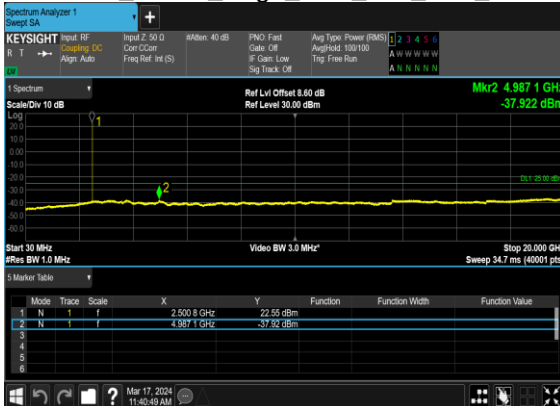 Spectrum Analyzer 1
Swept SA
+
KEYSIGHT Input: RF Input Z: 50 Ω #Atten: 40 dB PNO: Fast Avg Type: Power (RMS) 1 2 3 4 5 6
R T Coupling: DC Corr CCorr Gate: Off Avg|Hold: 100/100 A W W W W W
Align: Auto Freq Ref: Int (S) IF Gain: Low Trig: Free Run
Sig Track: Off A N N N N N
1 Spectrum Ref Lvl Offset 8.60 dB Mkr2 4.987 1 GHz
Scale/Div 10 dB Ref Level 30.00 dBm -37.922 dBm
Log
20.0 1
10.0
0.00
-10.0
-20.0 DL1 25.00 dBm
-30.0 2
-40.0
-50.0
-60.0
Start 30 MHz Video BW 3.0 MHz* Stop 20.000 GHz
#Res BW 1.0 MHz Sweep 34.7 ms (40001 pts)
5 Marker Table
Mode Trace Scale X Y Function Function Width Function Value
1 N 1 f 2.500 8 GHz 22.55 dBm
2 N 1 f 4.987 1 GHz -37.92 dBm
3
4
5
6
? Mar 17, 2024
11:40:49 AM